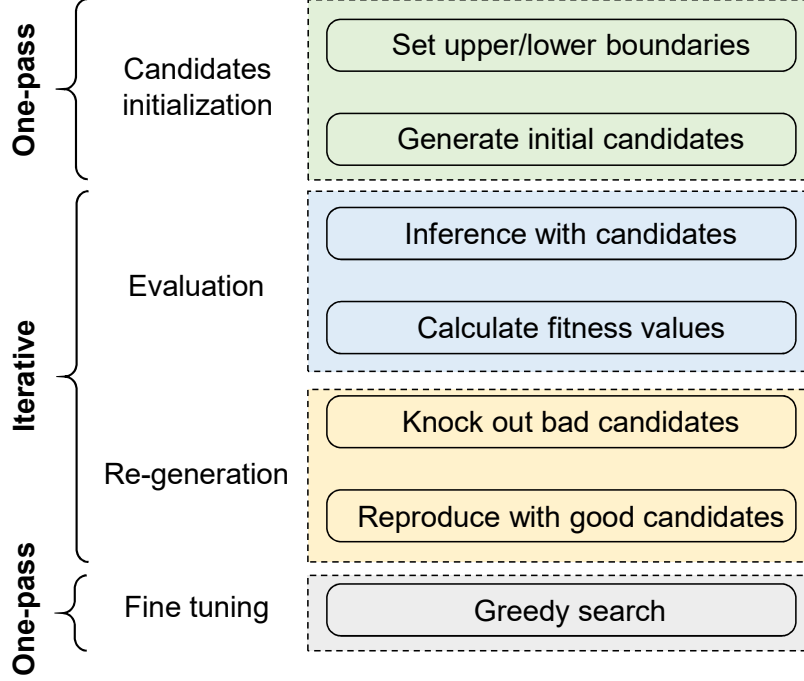 One-pass
Candidates
initialization
Set upper/lower boundaries
Generate initial candidates
Iterative
Evaluation
Inference with candidates
Calculate fitness values
Re-generation
Knock out bad candidates
Reproduce with good candidates
One-pass
Fine tuning
Greedy search